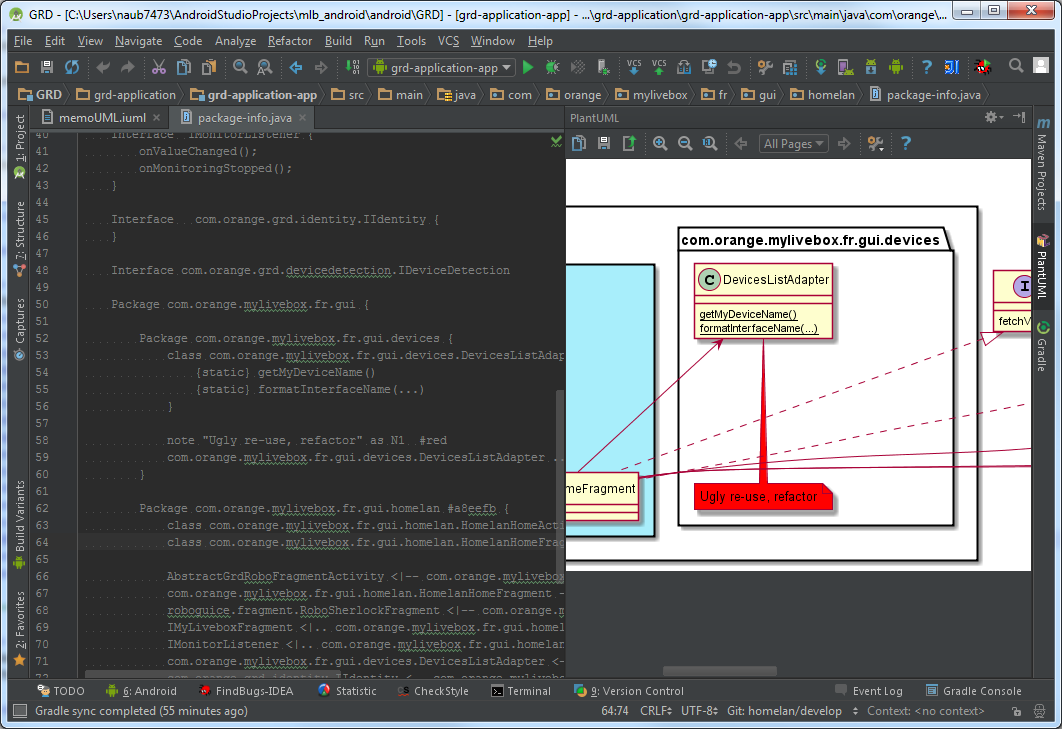 GRD - [C:\Users\naub7473\AndroidStudioProjects\mlb_android\android\GRD] - [grd-application-app] - ...\grd-application\grd-application-app\src\main\java\com\orange\...
File Edit View Navigate Code Analyze Refactor Build Run Tools VCS Window Help
grd-application-app VCS VCS
GRD grd-application grd-application-app src main java com orange mylivebox fr gui homelan package-info.java
memoUML.iuml package-info.java
PlantUML
All Pages
1: Project
7: Structure
Captures
Build Variants
2: Favorites
40 Interface IMonitorListener {
41 onValueChanged();
42 onMonitoringStopped();
43 }
44
45 Interface com.orange.grd.identity.IIdentity {
46 }
47
48 Interface com.orange.grd.devicedetection.IDeviceDetection
49
50 Package com.orange.mylivebox.fr.gui {
51
52 Package com.orange.mylivebox.fr.gui.devices {
53 class com.orange.mylivebox.fr.gui.devices.DevicesListAdap
54 {static} getMyDeviceName()
55 {static} formatInterfaceName(...)
56 }
57
58 note "Ugly re-use, refactor" as N1 #red
59 com.orange.mylivebox.fr.gui.devices.DevicesListAdapter ..
60 }
61
62 Package com.orange.mylivebox.fr.gui.homelan #a8eefb {
63 class com.orange.mylivebox.fr.gui.homelan.HomelanHomeActi
64 class com.orange.mylivebox.fr.gui.homelan.HomelanHomeFrag
65
66 AbstractGrdRoboFragmentActivity <|-- com.orange.mylivebox
67 com.orange.mylivebox.fr.gui.homelan.HomelanHomeFragment -
68 roboguice.fragment.RoboSherlockFragment <|-- com.orange.m
69 IMyLiveboxFragment <|.. com.orange.mylivebox.fr.gui.homel
70 IMonitorListener <|.. com.orange.mylivebox.fr.gui.homelan
71 com.orange.mylivebox.fr.gui.devices.DevicesListAdapter <-
com.orange.mylivebox.fr.gui.devices
C DevicesListAdapter
getMyDeviceName()
formatInterfaceName(...)
I
fetchV
meFragment
Ugly re-use, refactor
m Maven Projects
PlantUML
Gradle
TODO 6: Android FindBugs-IDEA Statistic CheckStyle Terminal 9: Version Control Event Log Gradle Console
Gradle sync completed (55 minutes ago) 64:74 CRLF UTF-8 Git: homelan/develop Context: <no context>